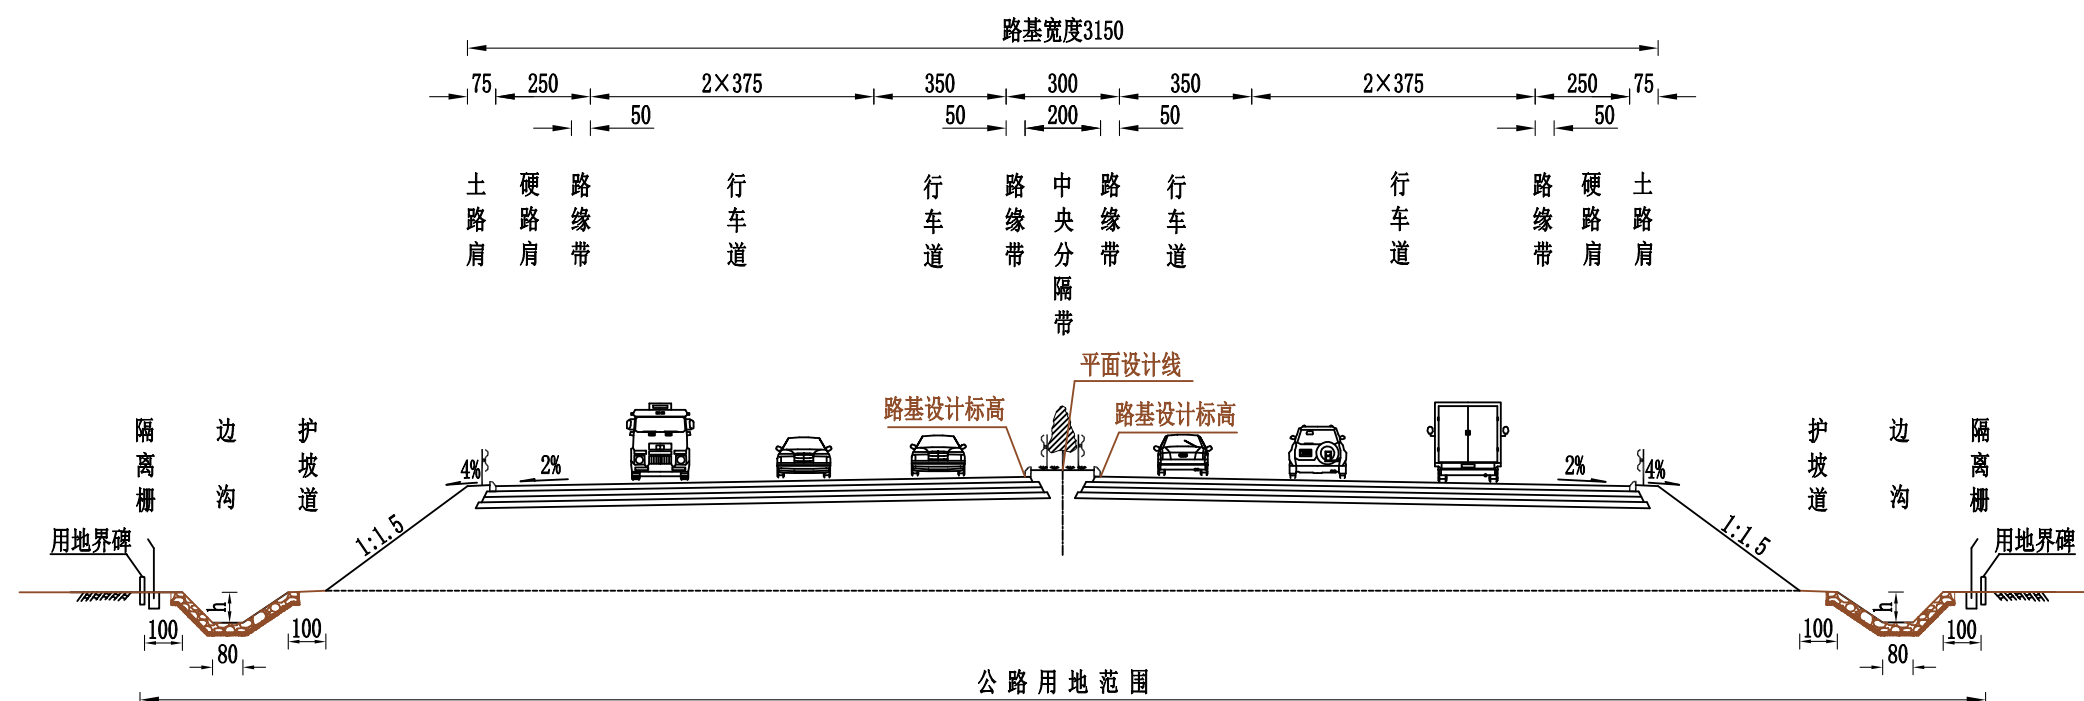 路基宽度3150
75 250 2×375 350 300 350 2×375 250 75
50 50 200 50 50
土路肩 硬路肩 路缘带 行车道 行车道 路缘带 中央分隔带 路缘带 行车道 行车道 路缘带 硬路肩 土路肩
平面设计线
路基设计标高 路基设计标高
隔离栅 边沟 护坡道 护坡道 边沟 隔离栅
4% 2% 2% 4%
用地界碑 1:1.5 1:1.5 用地界碑
h h
100 100 100 100
80 80
公路用地范围